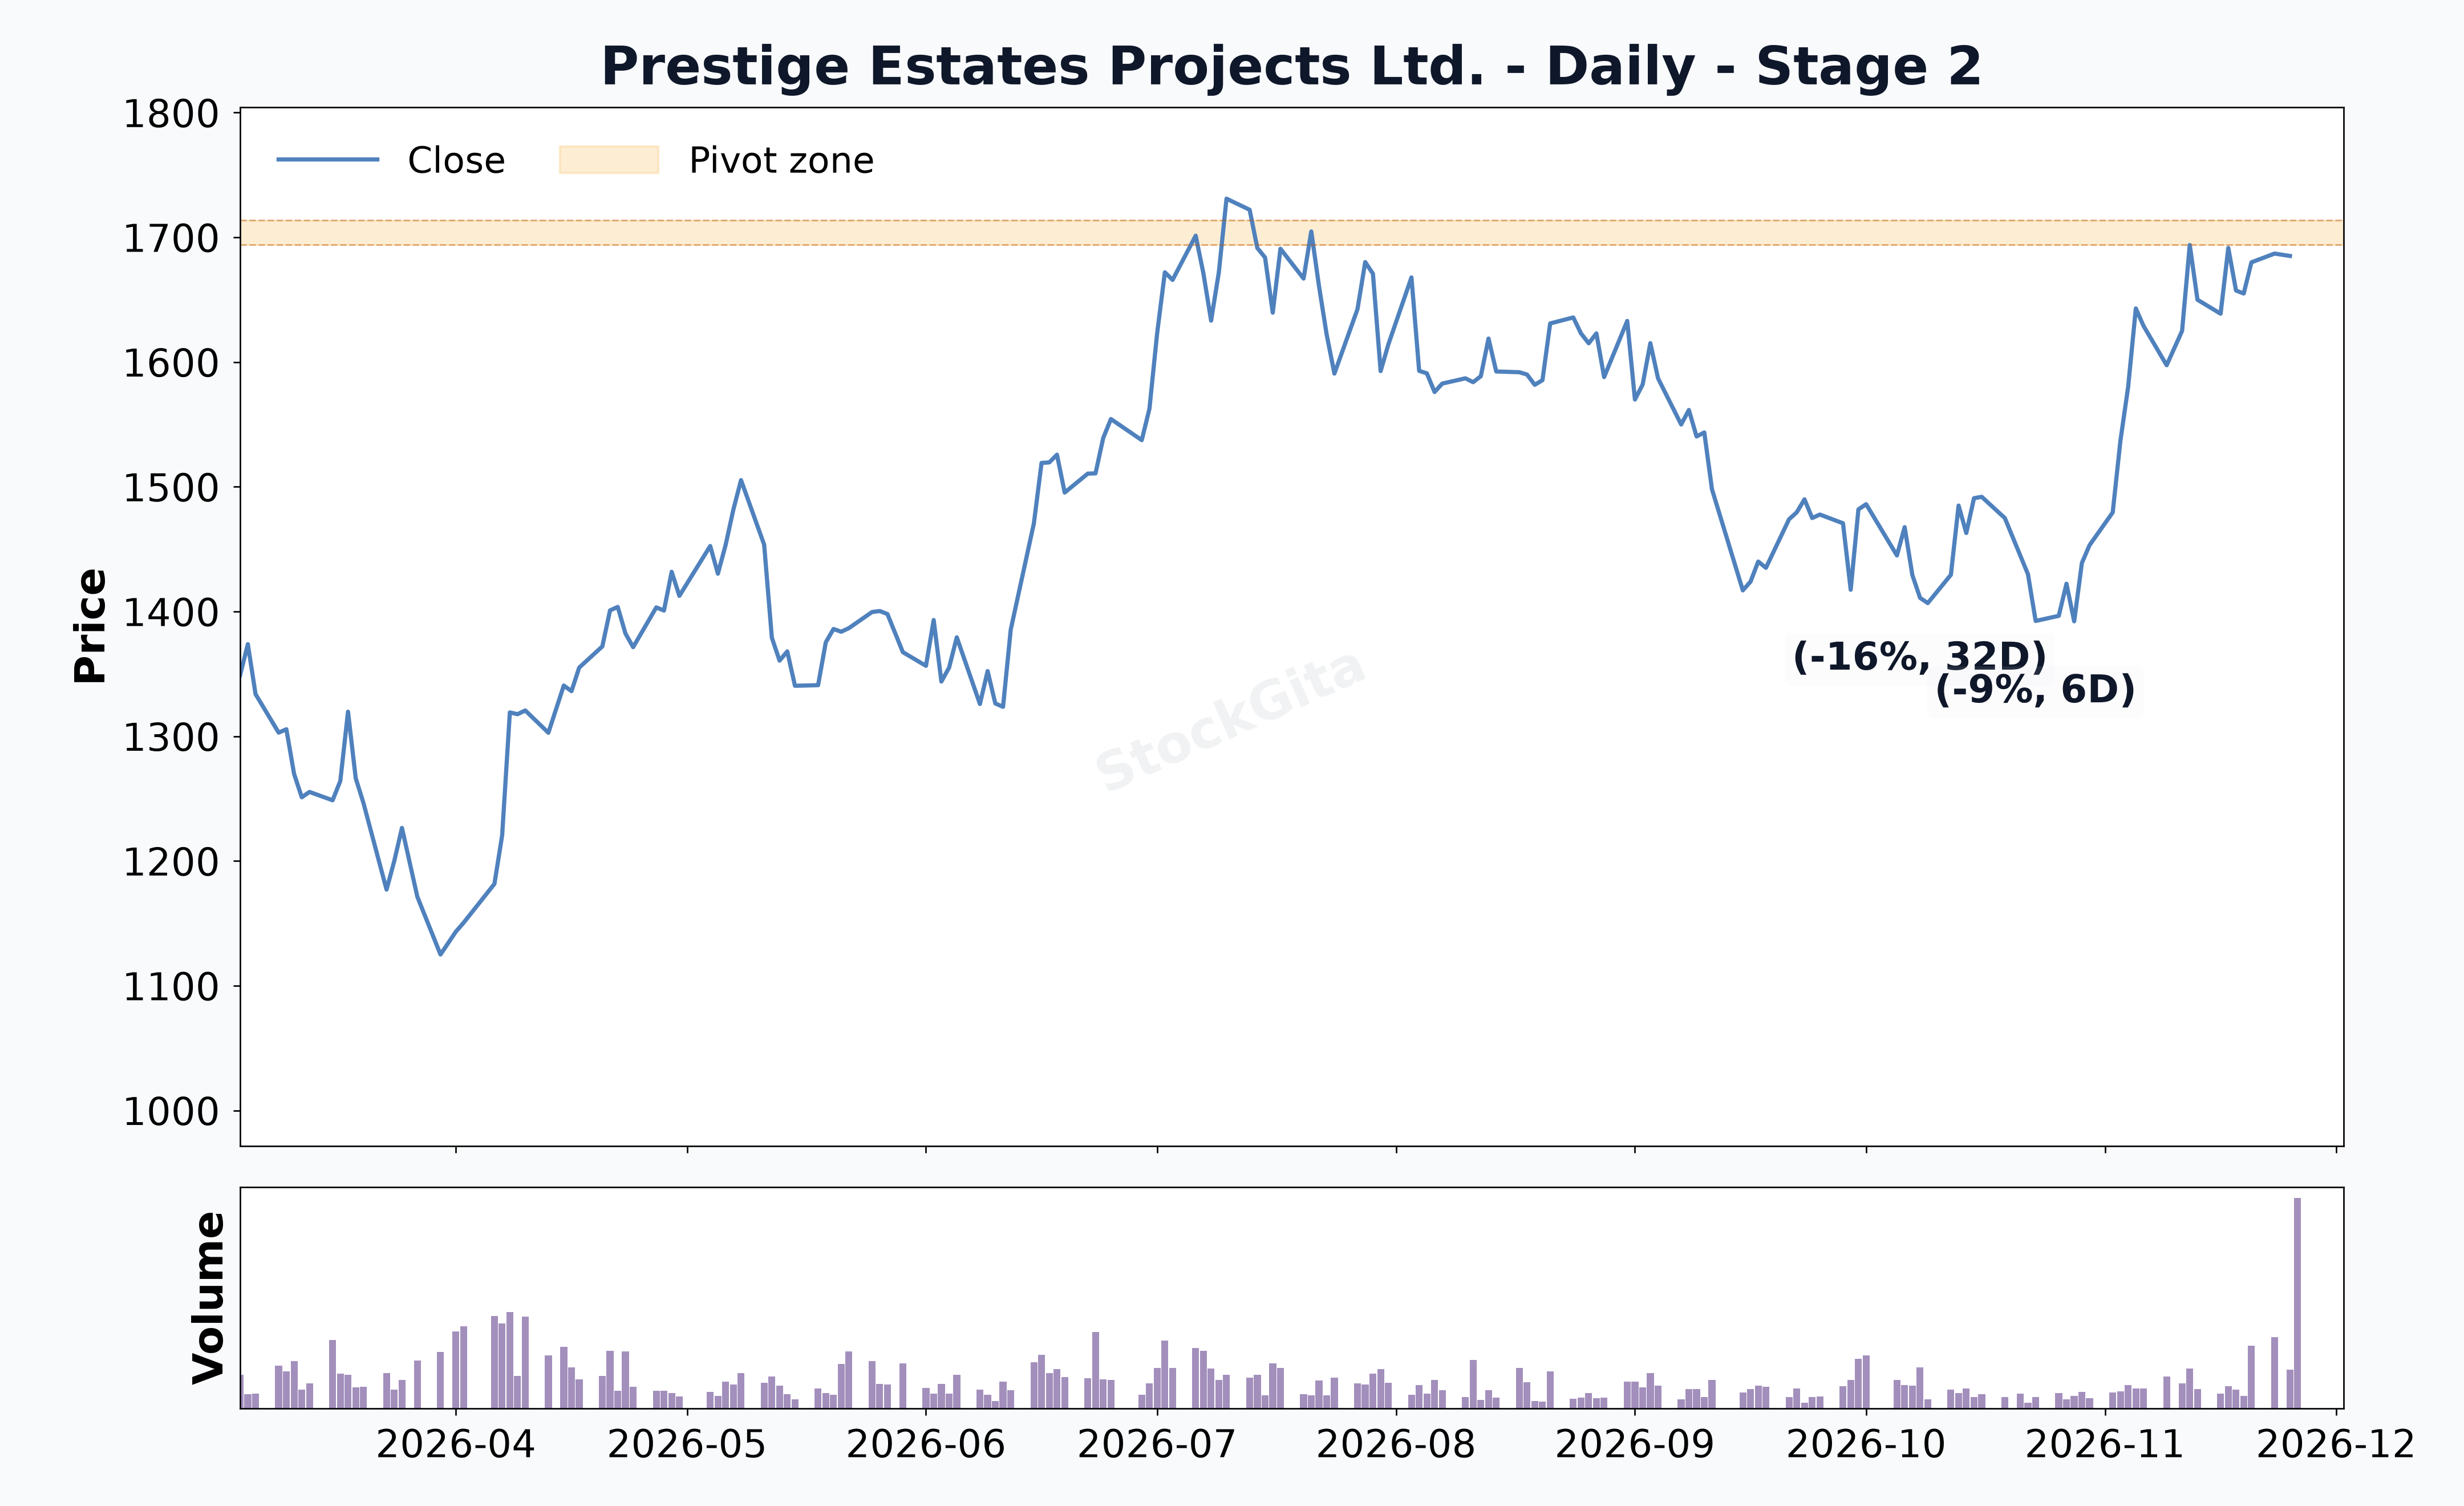 Prestige Estates Projects Ltd. - Daily - Stage 2
Close
Pivot zone
Price
1800
1700
1600
1500
1400
1300
1200
1100
1000
(-16%, 32D)
(-9%, 6D)
StockGita
Volume
2026-04
2026-05
2026-06
2026-07
2026-08
2026-09
2026-10
2026-11
2026-12